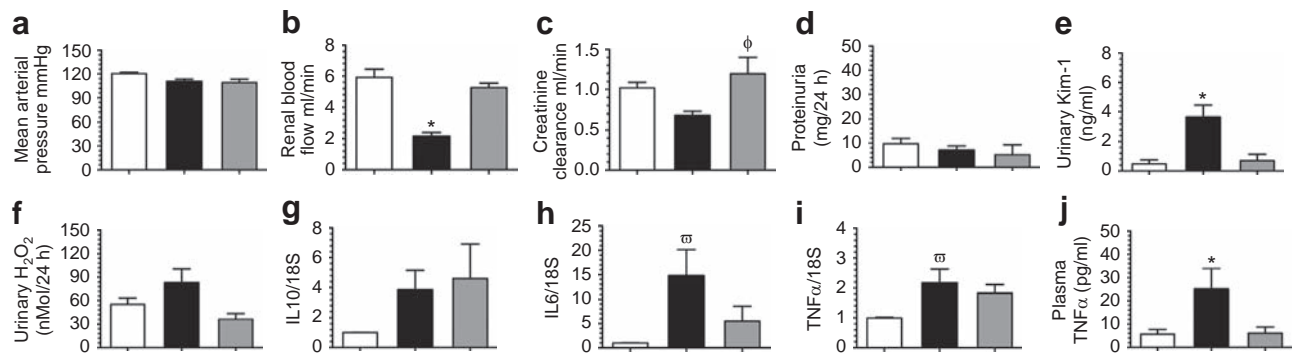 a
Mean arterial
pressure mmHg
150
120
90
60
30
0
b
Renal blood
flow ml/min
8
6
4
2
0
*
c
Creatinine
clearance ml/min
1.5
1.0
0.5
0.0
ϕ
d
Proteinuria
(mg/24 h)
50
40
30
20
10
0
e
Urinary Kim-1
(ng/ml)
8
6
4
2
0
*
f
Urinary H₂O₂
(nMol/24 h)
150
120
90
60
30
0
g
IL10/18S
8
6
4
2
0
h
IL6/18S
25
20
15
10
5
0
ϖ
i
TNFα/18S
4
3
2
1
0
ϖ
j
Plasma
TNFα (pg/ml)
50
40
30
20
10
0
*